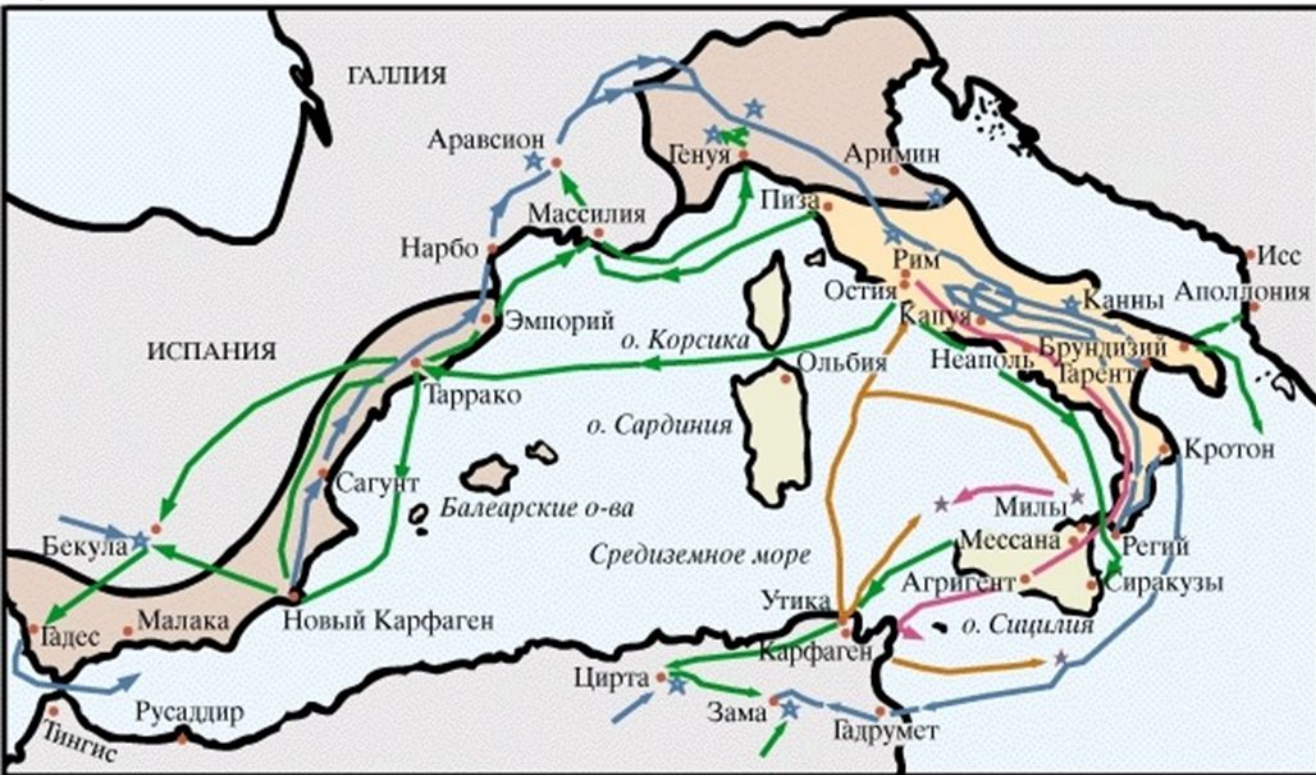 ГАЛЛИЯ
Аравсион
Генуя
Аримин
Массилия
Пиза
Нарбо
Рим
Исс
Остия
Канны
Аполлония
Эмпорий
Капуя
ИСПАНИЯ
о. Корсика
Неаполь
Брундизий
Ольбия
Тарент
Таррако
о. Сардиния
Кротон
Сагунт
Балеарские о-ва
Милы
Бекула
Средиземное море
Мессана
Регий
Агригент
Сиракузы
Утика
Гадес
Малака
Новый Карфаген
о. Сицилия
Карфаген
Цирта
Русаддир
Зама
Тингис
Гадрумет